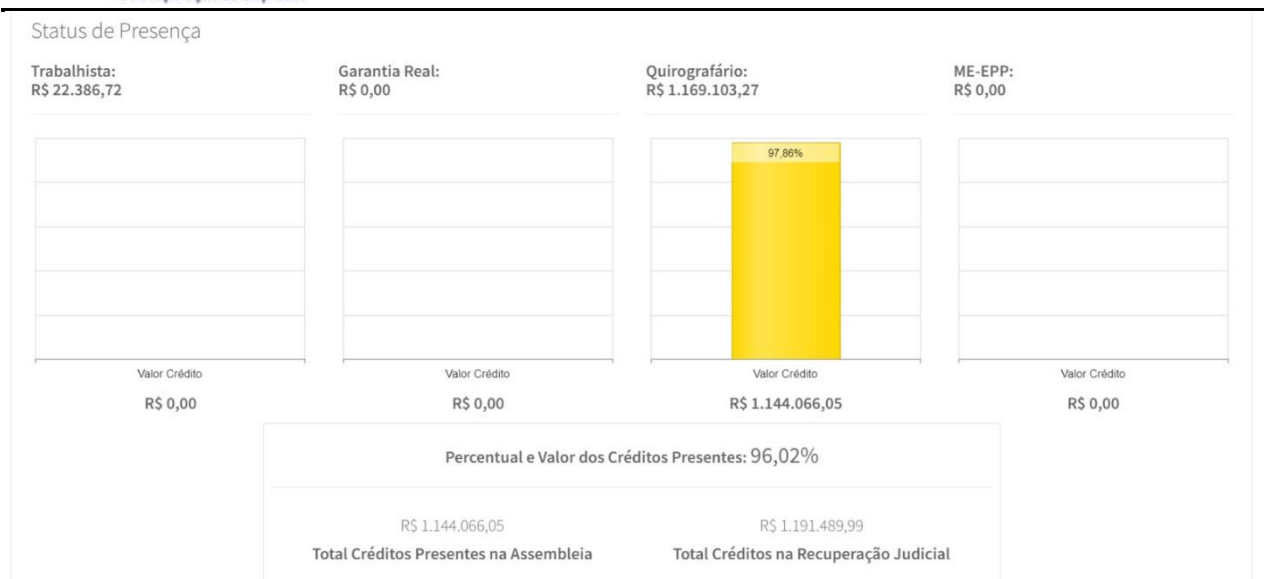 Status de Presença
Trabalhista:
R$ 22.386,72
Garantia Real:
R$ 0,00
Quirografário:
R$ 1.169.103,27
ME-EPP:
R$ 0,00
97,86%
Valor Crédito
Valor Crédito
Valor Crédito
Valor Crédito
R$ 0,00
R$ 0,00
R$ 1.144.066,05
R$ 0,00
Percentual e Valor dos Créditos Presentes: 96,02%
R$ 1.144.066,05
R$ 1.191.489,99
Total Créditos Presentes na Assembleia
Total Créditos na Recuperação Judicial